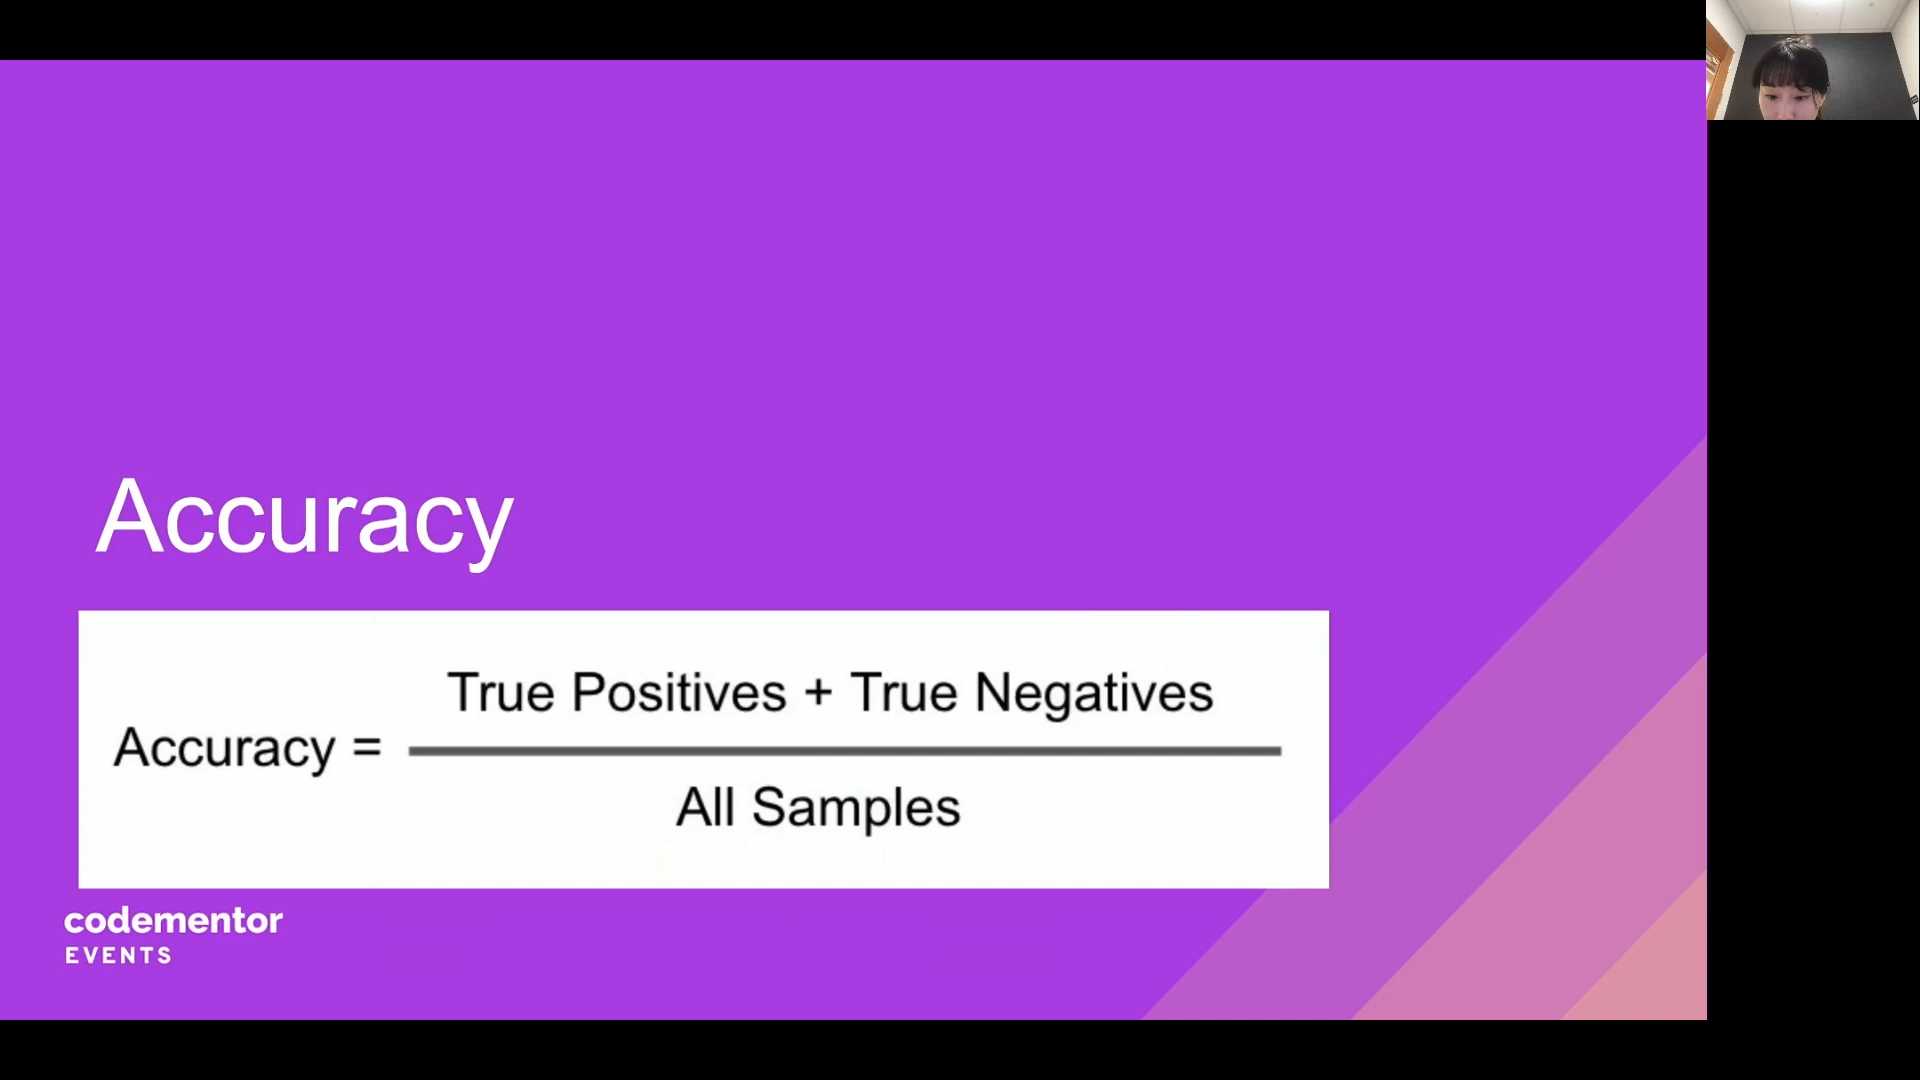 Accuracy
True Positives + True Negatives
Accuracy =
All Samples
codementor
EVENTS